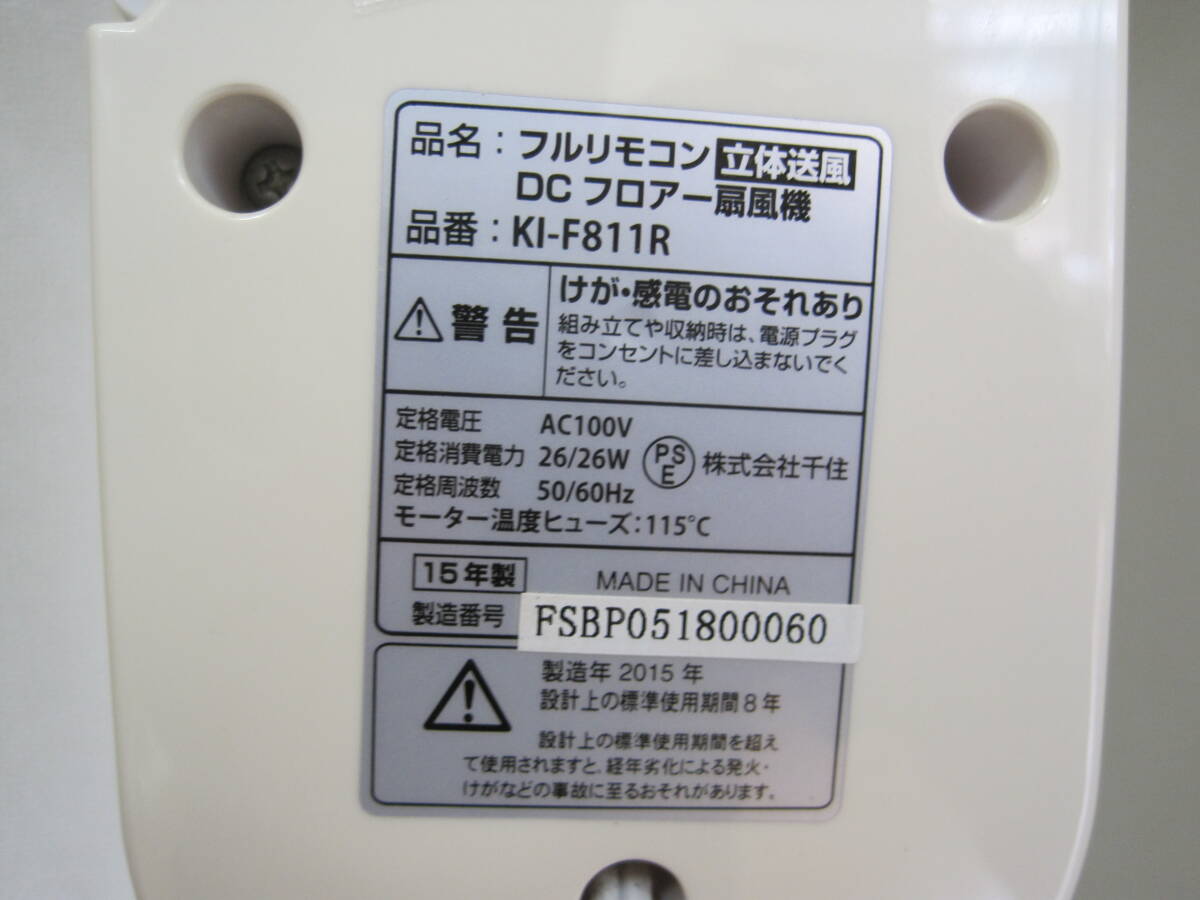 品名：フルリモコン 立体送風
DC フロアー扇風機
品番：KI-F811R
警告
けが・感電のおそれあり
組み立てや収納時は、電源プラグ
をコンセントに差し込まないでく
ださい。
定格電圧 AC100V
定格消費電力 26/26W
定格周波数 50/60Hz
モーター温度ヒューズ：115℃
PSE 株式会社千住
15年製 MADE IN CHINA
製造番号 FSBP051800060
製造年 2015 年
設計上の標準使用期間 8 年
設計上の標準使用期間を超え
て使用されますと、経年劣化による発火・
けがなどの事故に至るおそれがあります。